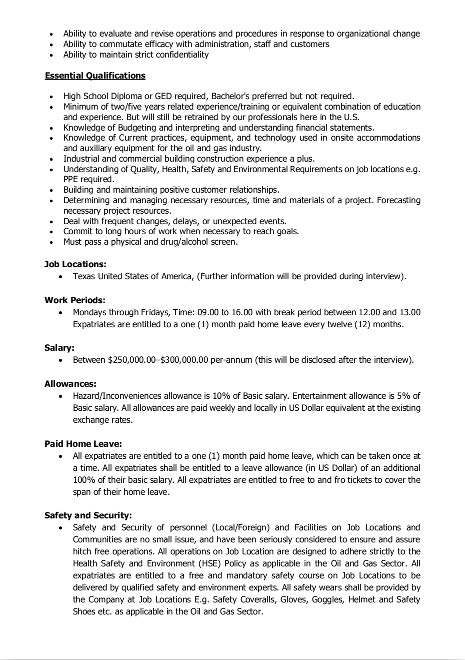 • Ability to evaluate and revise operations and procedures in response to organizational change
• Ability to commutate efficacy with administration, staff and customers
• Ability to maintain strict confidentiality
Essential Qualifications
• High School Diploma or GED required, Bachelor's preferred but not required.
• Minimum of two/five years related experience/training or equivalent combination of education
and experience. But will still be retrained by our professionals here in the U.S.
• Knowledge of Budgeting and interpreting and understanding financial statements.
• Knowledge of Current practices, equipment, and technology used in onsite accommodations
and auxiliary equipment for the oil and gas industry.
• Industrial and commercial building construction experience a plus.
• Understanding of Quality, Health, Safety and Environmental Requirements on job locations e.g.
PPE required.
• Building and maintaining positive customer relationships.
• Determining and managing necessary resources, time and materials of a project. Forecasting
necessary project resources.
• Deal with frequent changes, delays, or unexpected events.
• Commit to long hours of work when necessary to reach goals.
• Must pass a physical and drug/alcohol screen.
Job Locations:
• Texas United States of America, (Further information will be provided during interview).
Work Periods:
• Mondays through Fridays, Time: 09.00 to 16.00 with break period between 12.00 and 13.00
Expatriates are entitled to a one (1) month paid home leave every twelve (12) months.
Salary:
• Between $250,000.00–$300,000.00 per-annum (this will be disclosed after the interview).
Allowances:
• Hazard/Inconveniences allowance is 10% of Basic salary. Entertainment allowance is 5% of
Basic salary. All allowances are paid weekly and locally in US Dollar equivalent at the existing
exchange rates.
Paid Home Leave:
• All expatriates are entitled to a one (1) month paid home leave, which can be taken once at
a time. All expatriates shall be entitled to a leave allowance (in US Dollar) of an additional
100% of their basic salary. All expatriates are entitled to free to and fro tickets to cover the
span of their home leave.
Safety and Security:
• Safety and Security of personnel (Local/Foreign) and Facilities on Job Locations and
Communities are no small issue, and have been seriously considered to ensure and assure
hitch free operations. All operations on Job Location are designed to adhere strictly to the
Health Safety and Environment (HSE) Policy as applicable in the Oil and Gas Sector. All
expatriates are entitled to a free and mandatory safety course on Job Locations to be
delivered by qualified safety and environment experts. All safety wears shall be provided by
the Company at Job Locations E.g. Safety Coveralls, Gloves, Goggles, Helmet and Safety
Shoes etc. as applicable in the Oil and Gas Sector.